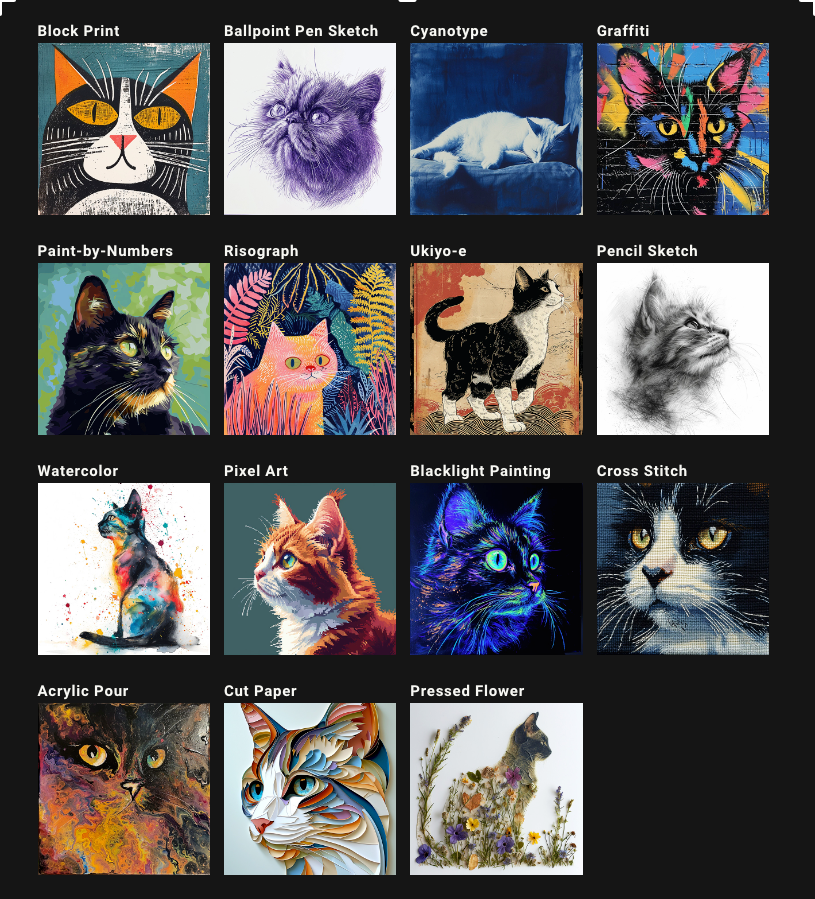 Block Print
Ballpoint Pen Sketch
Cyanotype
Graffiti
Paint-by-Numbers
Risograph
Ukiyo-e
Pencil Sketch
Watercolor
Pixel Art
Blacklight Painting
Cross Stitch
Acrylic Pour
Cut Paper
Pressed Flower